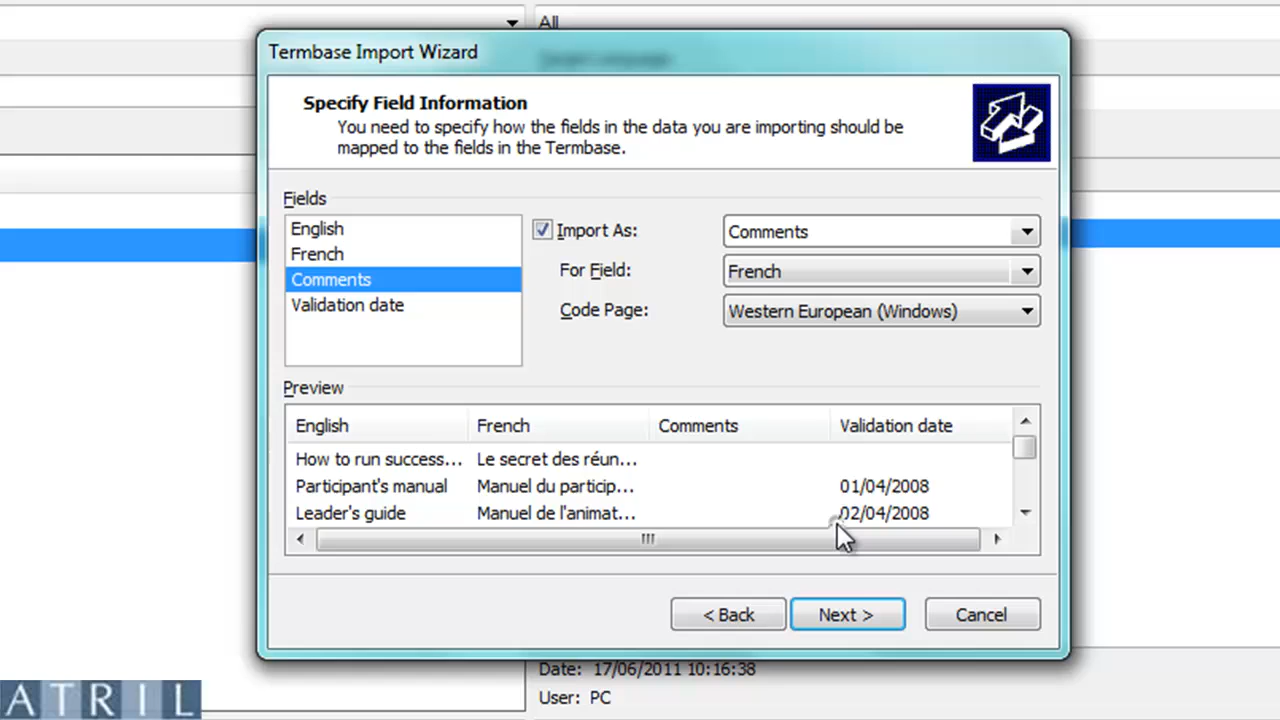 All
Termbase Import Wizard
Specify Field Information
You need to specify how the fields in the data you are importing should be
mapped to the fields in the Termbase.
Fields
English
French
Comments
Validation date
Import As: Comments
For Field: French
Code Page: Western European (Windows)
Preview
English French Comments Validation date
How to run success... Le secret des réun...
Participant's manual Manuel du particip... 01/04/2008
Leader's guide Manuel de l'animat... 02/04/2008
< Back Next > Cancel
Date: 17/06/2011 10:16:38
User: PC
ATRIL